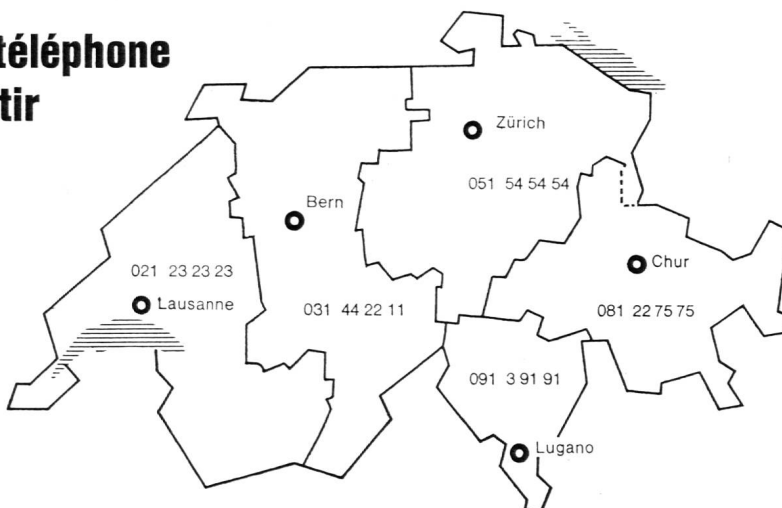 téléphone
tir
Zürich
051 54 54 54
Bern
Chur
021 23 23 23
Lausanne
031 44 22 11
081 22 75 75
091 3 91 91
Lugano